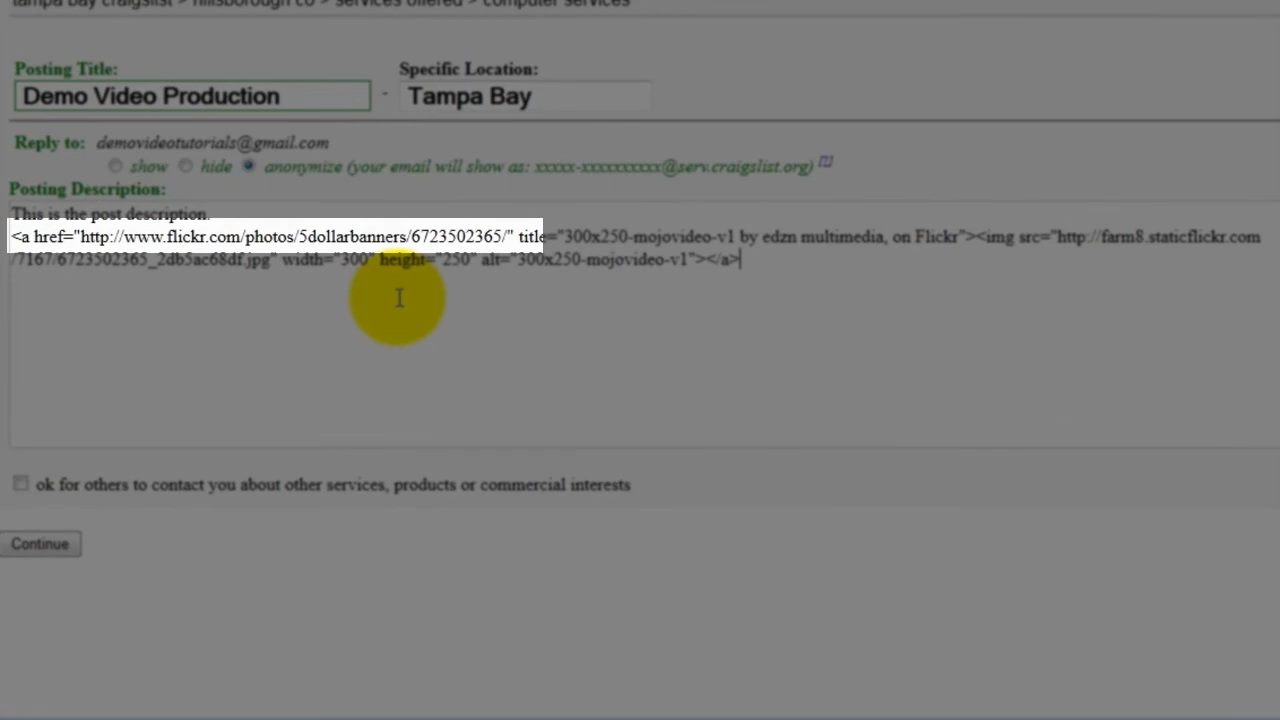 tampa bay craigslist > hillsborough co > services offered > computer services
Posting Title: Specific Location:
Demo Video Production - Tampa Bay
Reply to: demovideotutorials@gmail.com
show hide anonymize (your email will show as: xxxxx-xxxxxxxxxx@serv.craigslist.org) [?]
Posting Description:
This is the post description.
<a href="http://www.flickr.com/photos/5dollarbanners/6723502365/" title="300x250-mojovideo-v1 by edzn multimedia, on Flickr"><img src="http://farm8.staticflickr.com
/7167/6723502365_2db5ac68df.jpg" width="300" height="250" alt="300x250-mojovideo-v1"></a>
ok for others to contact you about other services, products or commercial interests
Continue